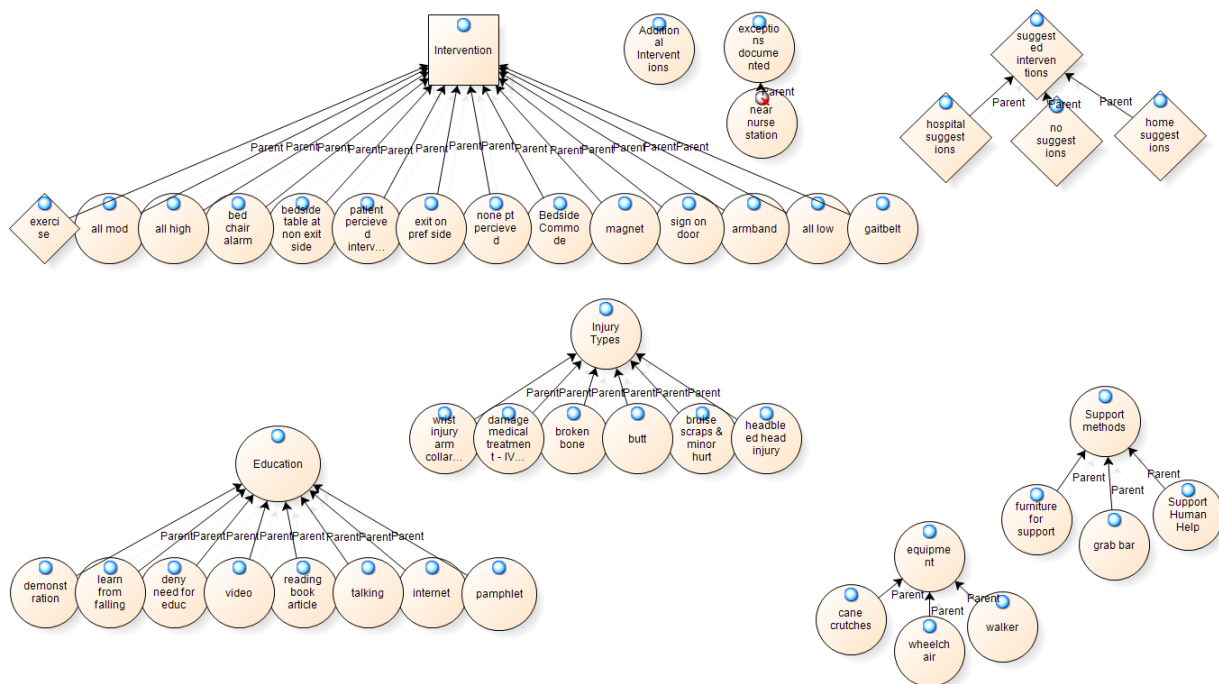 Intervention
Addition
al Interv
entions
exceptio
ns
documen
ted
Parent
near
nurse
station
suggest
ed
interven
tions
Parent
Parent
Parent
hospital
suggest
ions
no
suggest
ions
home
suggest
ions
Parent
Parent
Parent
Parent
Parent
Parent
Parent
Parent
Parent
Parent
Parent
Parent
Parent
Parent
exerci
se
all mod
all high
bed
chair
alarm
bedside
table at
non exit
side
patient
percieve
d
interv...
exit on
pref side
none pt
percieve
d
Bedside
Commo
de
magnet
sign on
door
armband
all low
gaitbelt
Injury
Types
Parent
Parent
Parent
Parent
Parent
Parent
wrist
injury
arm
collar...
damage
medical
treatmen
t - IV...
broken
bone
butt
bruise
scraps &
minor
hurt
headble
ed head
injury
Education
Parent
Parent
Parent
Parent
Parent
Parent
Parent
Parent
demonst
ration
learn
from
falling
deny
need for
educ
video
reading
book
article
talking
internet
pamphlet
Support
methods
Parent
Parent
Parent
furniture
for
support
grab bar
Support
Human
Help
equipme
nt
Parent
Parent
Parent
cane
crutches
wheelch
air
walker